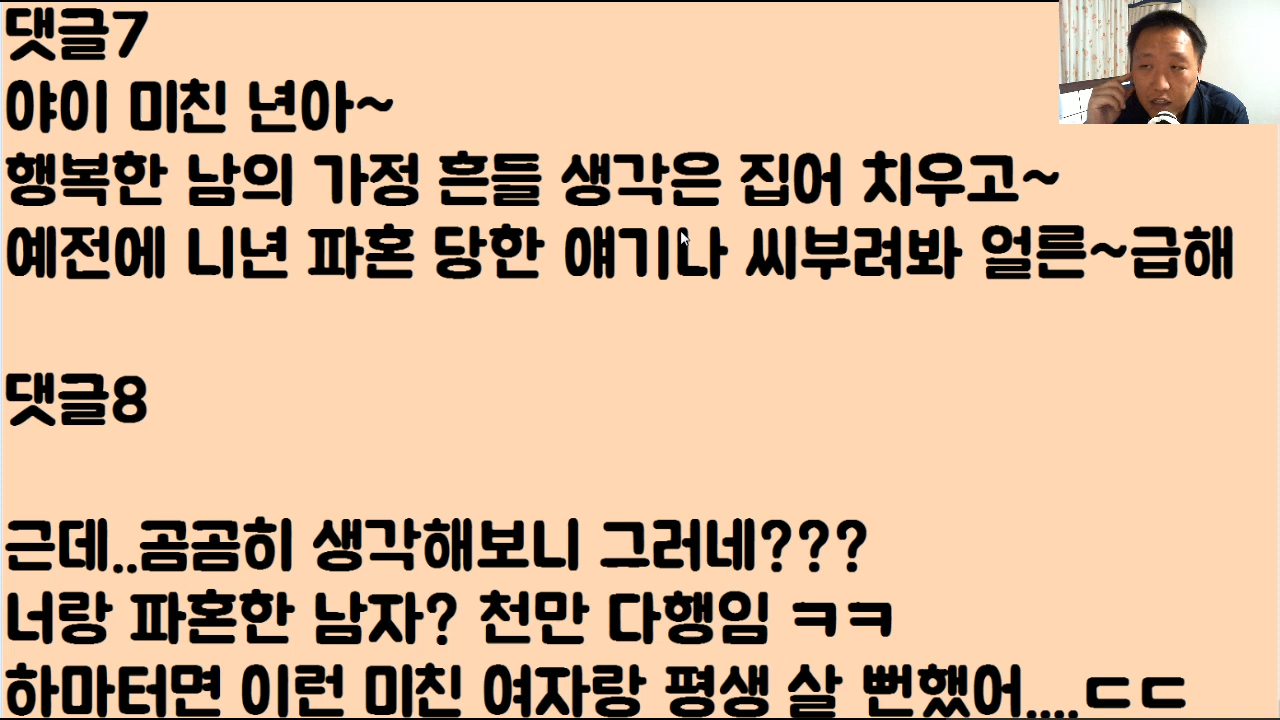 댓글7
야이 미친 년아~
행복한 남의 가정 흔들 생각은 집어 치우고~
예전에 니년 파혼 당한 얘기나 씨부려봐 얼른~급해
댓글8
근데..곰곰히 생각해보니 그러네???
너랑 파혼한 남자? 천만 다행임 ㅋㅋ
하마터면 이런 미친 여자랑 평생 살 뻔했어....ㄷㄷ